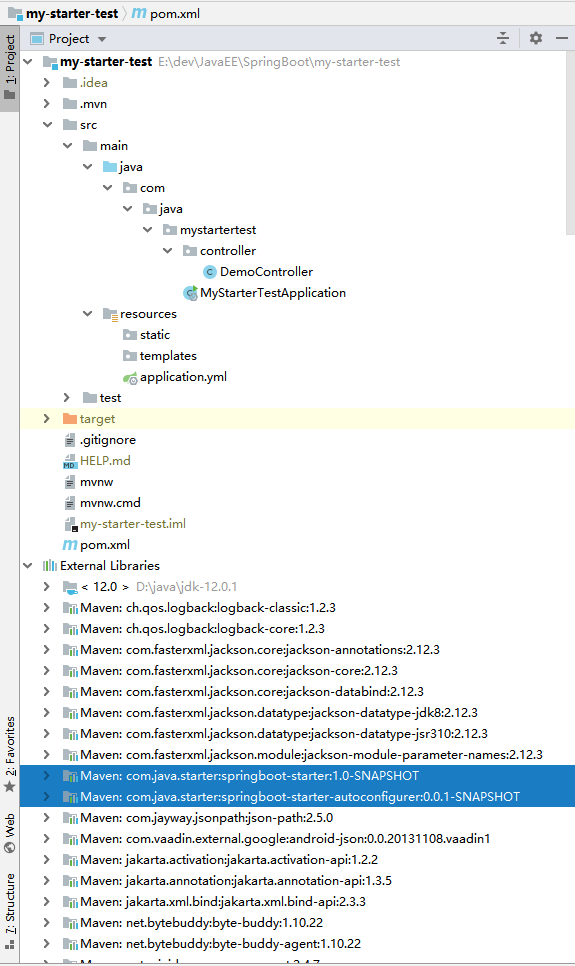 my-starter-test pom.xml
Project
my-starter-test E:\dev\JavaEE\SpringBoot\my-starter-test
.idea
.mvn
src
main
java
com
java
mystartertest
controller
DemoController
MyStarterTestApplication
resources
static
templates
application.yml
test
target
.gitignore
HELP.md
mvnw
mvnw.cmd
my-starter-test.iml
pom.xml
External Libraries
< 12.0 > D:\java\jdk-12.0.1
Maven: ch.qos.logback:logback-classic:1.2.3
Maven: ch.qos.logback:logback-core:1.2.3
Maven: com.fasterxml.jackson.core:jackson-annotations:2.12.3
Maven: com.fasterxml.jackson.core:jackson-core:2.12.3
Maven: com.fasterxml.jackson.core:jackson-databind:2.12.3
Maven: com.fasterxml.jackson.datatype:jackson-datatype-jdk8:2.12.3
Maven: com.fasterxml.jackson.datatype:jackson-datatype-jsr310:2.12.3
Maven: com.fasterxml.jackson.module:jackson-module-parameter-names:2.12.3
Maven: com.java.starter:springboot-starter:1.0-SNAPSHOT
Maven: com.java.starter:springboot-starter-autoconfigurer:0.0.1-SNAPSHOT
Maven: com.jayway.jsonpath:json-path:2.5.0
Maven: com.vaadin.external.google:android-json:0.0.20131108.vaadin1
Maven: jakarta.activation:jakarta.activation-api:1.2.2
Maven: jakarta.annotation:jakarta.annotation-api:1.3.5
Maven: jakarta.xml.bind:jakarta.xml.bind-api:2.3.3
Maven: net.bytebuddy:byte-buddy:1.10.22
Maven: net.bytebuddy:byte-buddy-agent:1.10.22
1: Project
2: Favorites
Web
7: Structure